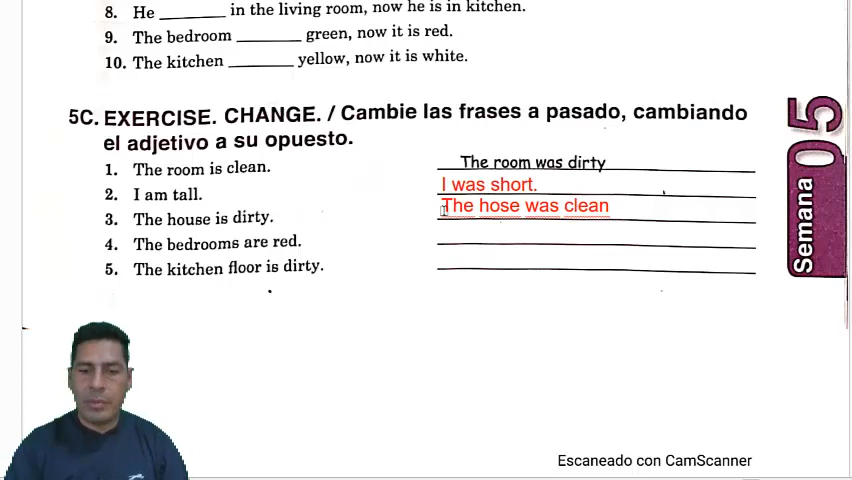 8. He ________ in the living room, now he is in kitchen.
9. The bedroom ________ green, now it is red.
10. The kitchen ________ yellow, now it is white.
5C. EXERCISE. CHANGE. / Cambie las frases a pasado, cambiando
el adjetivo a su opuesto.
1. The room is clean. The room was dirty
2. I am tall. I was short.
3. The house is dirty. The hose was clean
4. The bedrooms are red.
5. The kitchen floor is dirty.
Semana 05
Escaneado con CamScanner